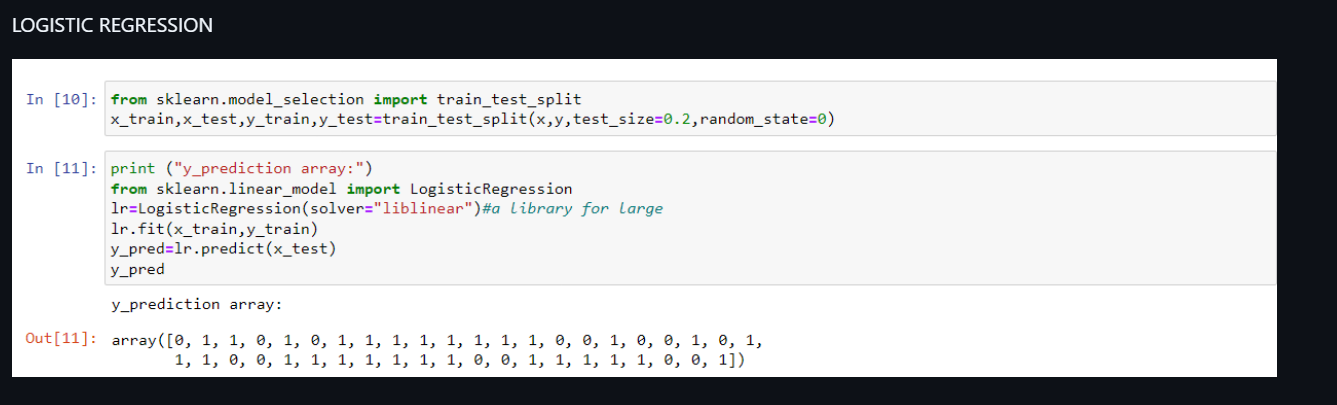 LOGISTIC REGRESSION
In [10]: from sklearn.model_selection import train_test_split
x_train,x_test,y_train,y_test=train_test_split(x,y,test_size=0.2,random_state=0)
In [11]: print ("y_prediction array:")
from sklearn.linear_model import LogisticRegression
lr=LogisticRegression(solver="liblinear")#a library for large
lr.fit(x_train,y_train)
y_pred=lr.predict(x_test)
y_pred
y_prediction array:
Out[11]: array([0, 1, 1, 0, 1, 0, 1, 1, 1, 1, 1, 1, 1, 1, 0, 0, 1, 0, 0, 1, 0, 1,
1, 1, 0, 0, 1, 1, 1, 1, 1, 1, 1, 0, 0, 1, 1, 1, 1, 1, 0, 0, 1])